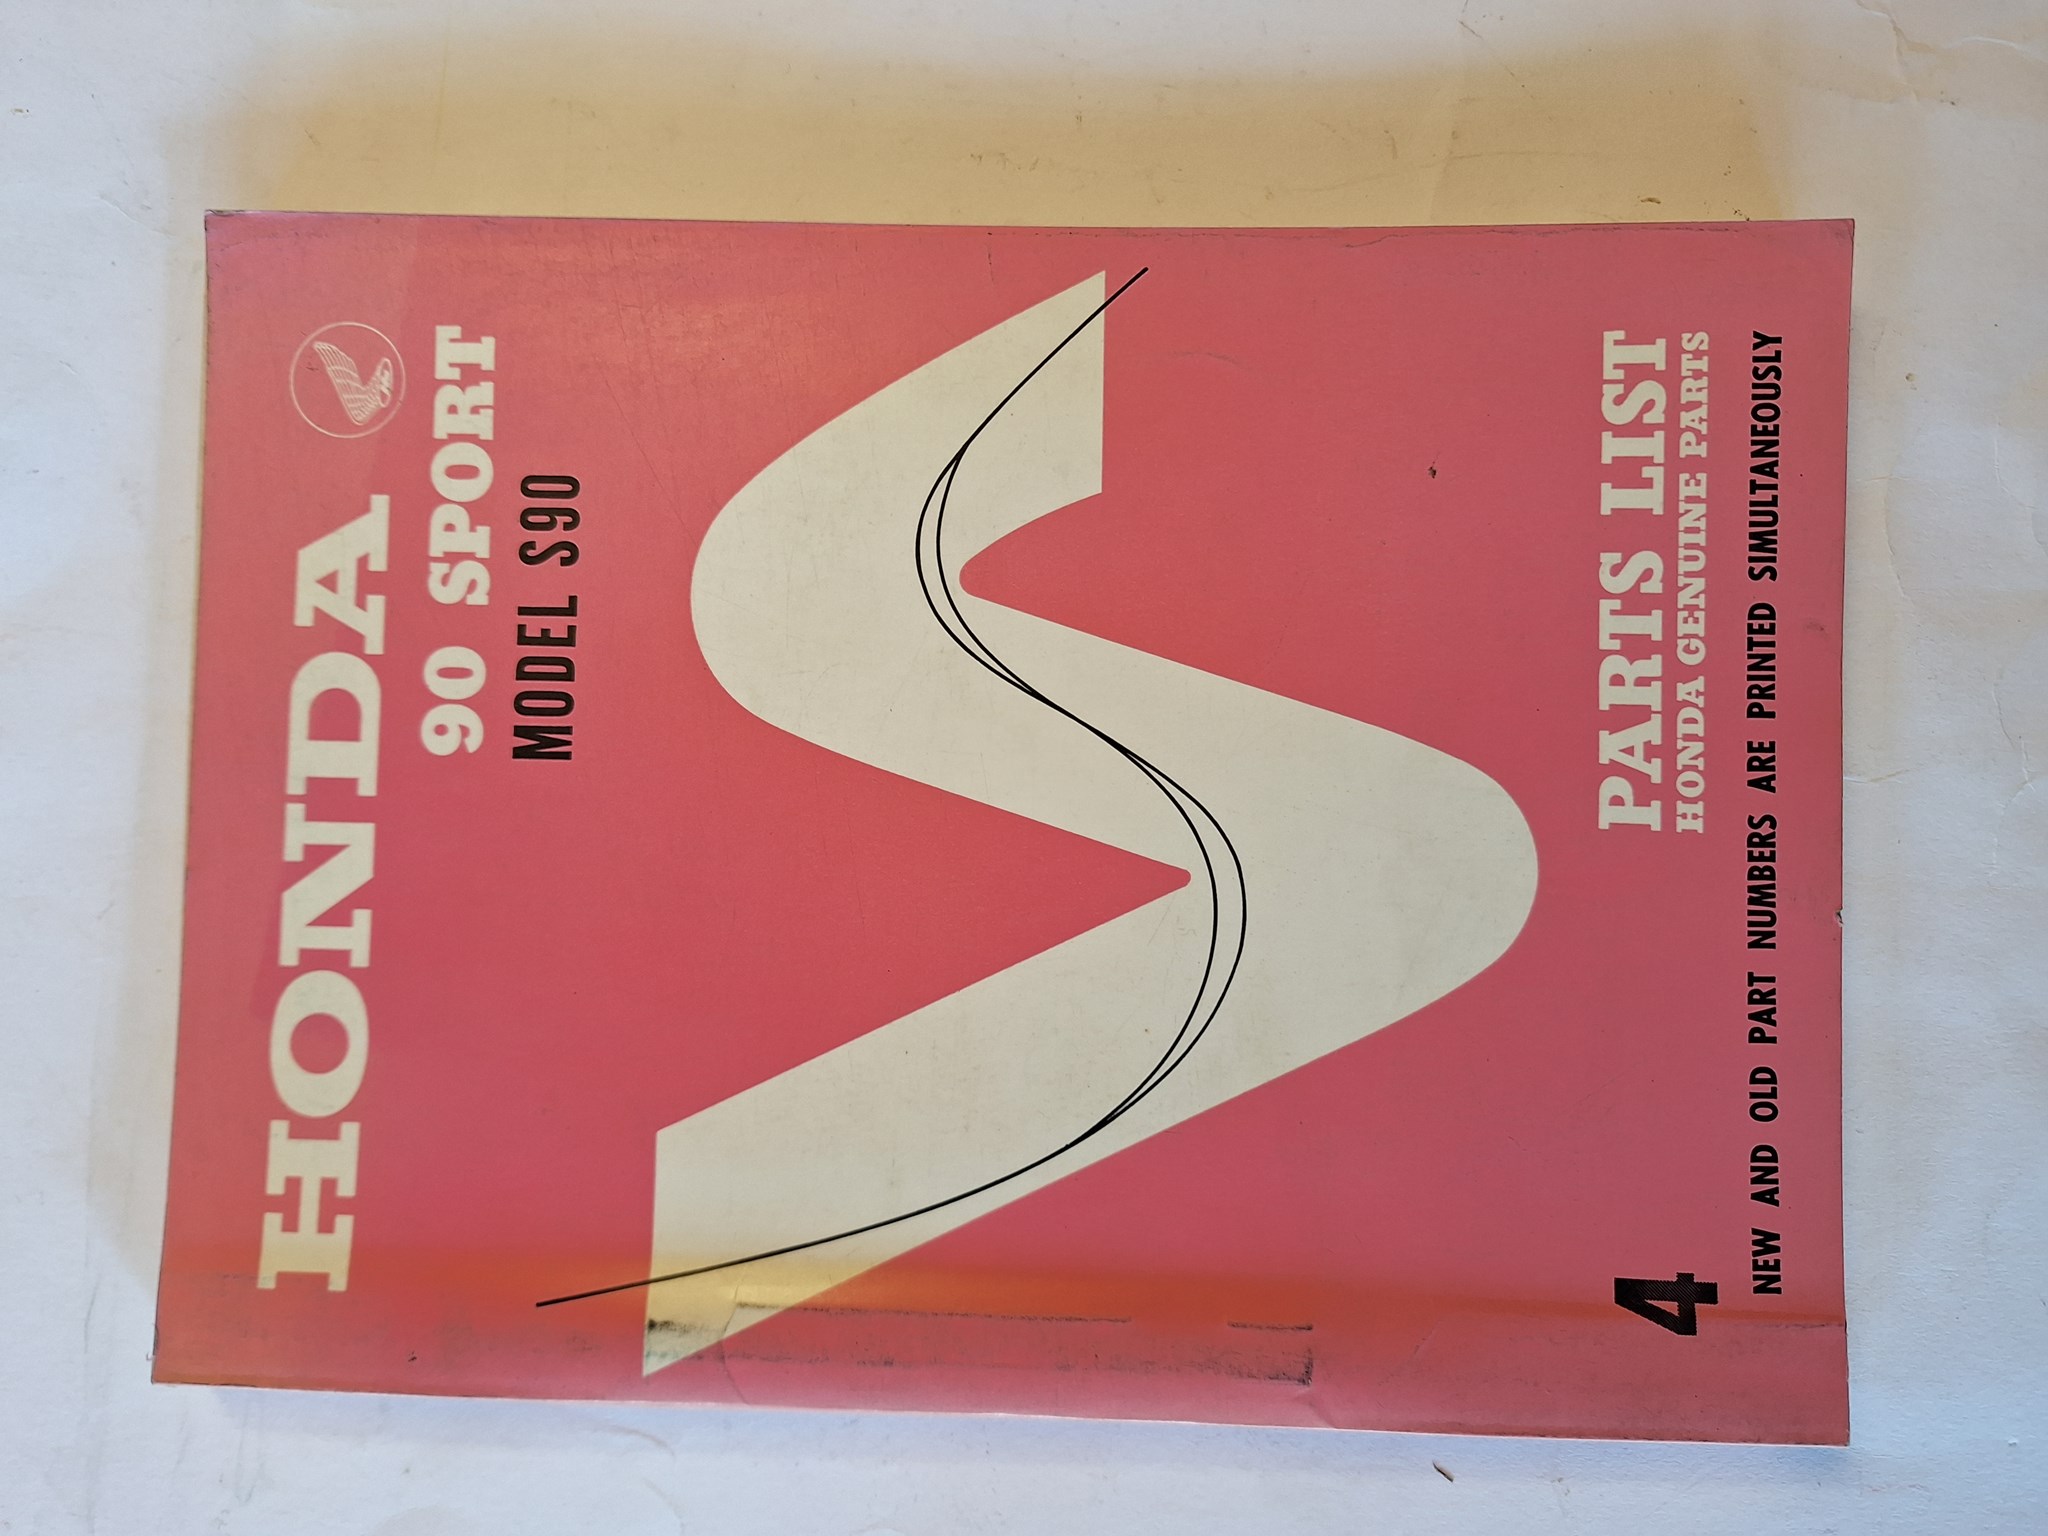 HONDA
90 SPORT
MODEL S90
PARTS LIST
HONDA GENUINE PARTS
4
NEW AND OLD PART NUMBERS ARE PRINTED SIMULTANEOUSLY